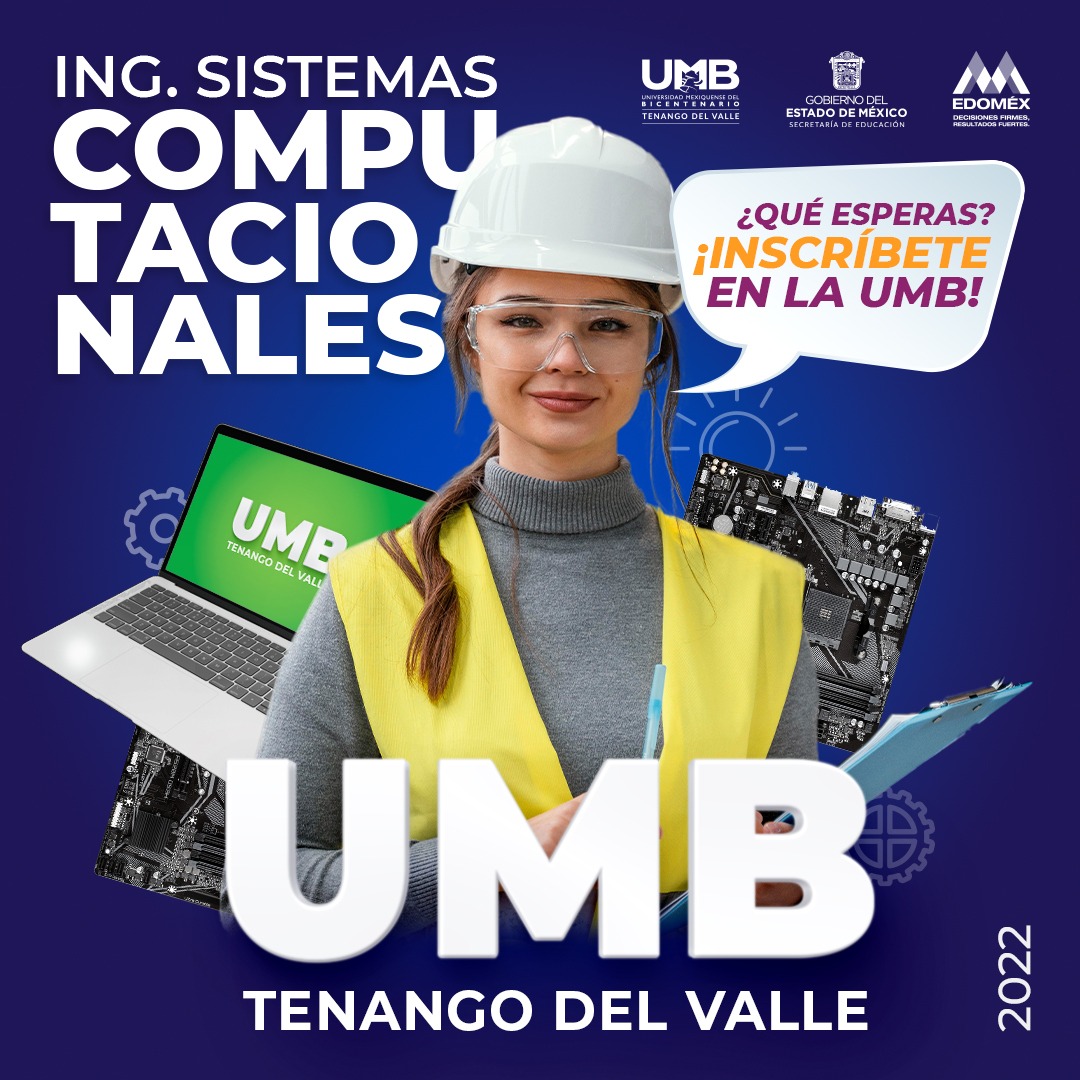 ING. SISTEMAS
COMPU
TACIO
NALES
UMB
UNIVERSIDAD MEXIQUENSE DEL
BICENTENARIO
TENANGO DEL VALLE
GOBIERNO DEL
ESTADO DE MÉXICO
SECRETARÍA DE EDUCACIÓN
EDOMÉX
DECISIONES FIRMES,
RESULTADOS FUERTES.
¿QUÉ ESPERAS?
¡INSCRÍBETE
EN LA UMB!
UMB
TENANGO DEL VALLE
UMB
TENANGO DEL VALLE
2022